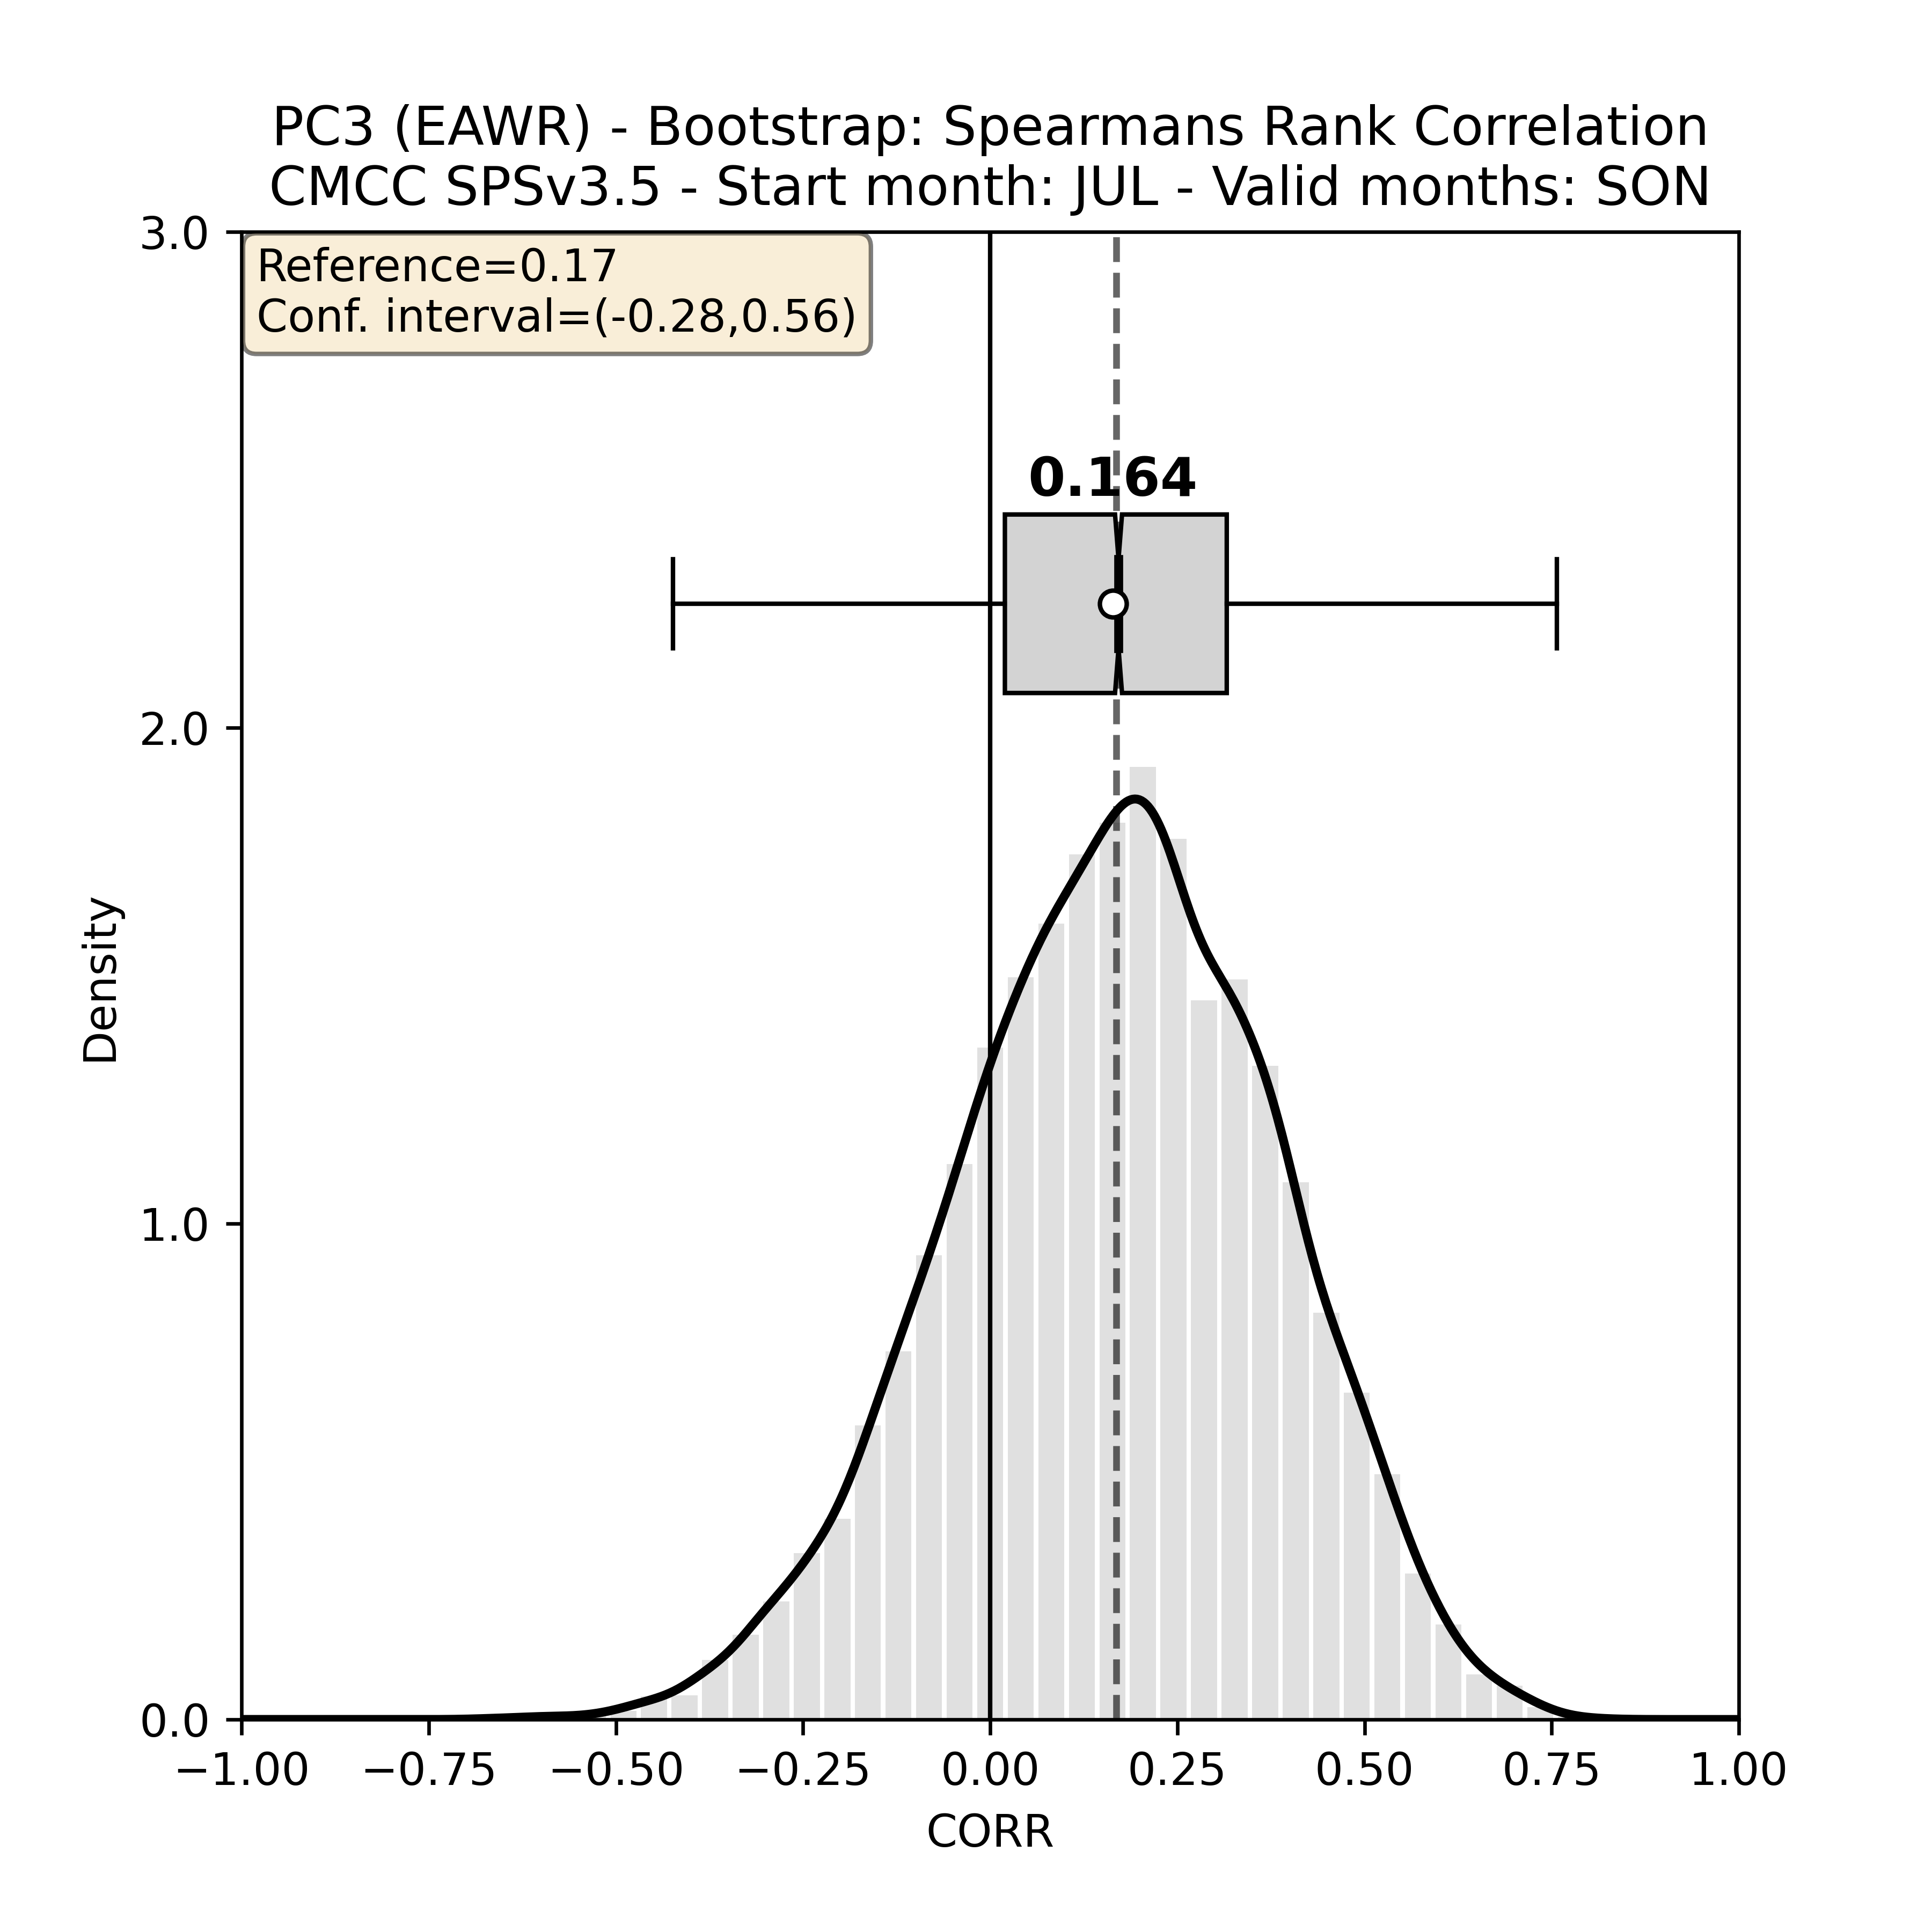 PC3 (EAWR) - Bootstrap: Spearmans Rank Correlation
CMCC SPSv3.5 - Start month: JUL - Valid months: SON
3.0
Reference=0.17
Conf. interval=(-0.28,0.56)
0.164
2.0
Density
1.0
0.0
−1.00 −0.75 −0.50 −0.25 0.00 0.25 0.50 0.75 1.00
CORR